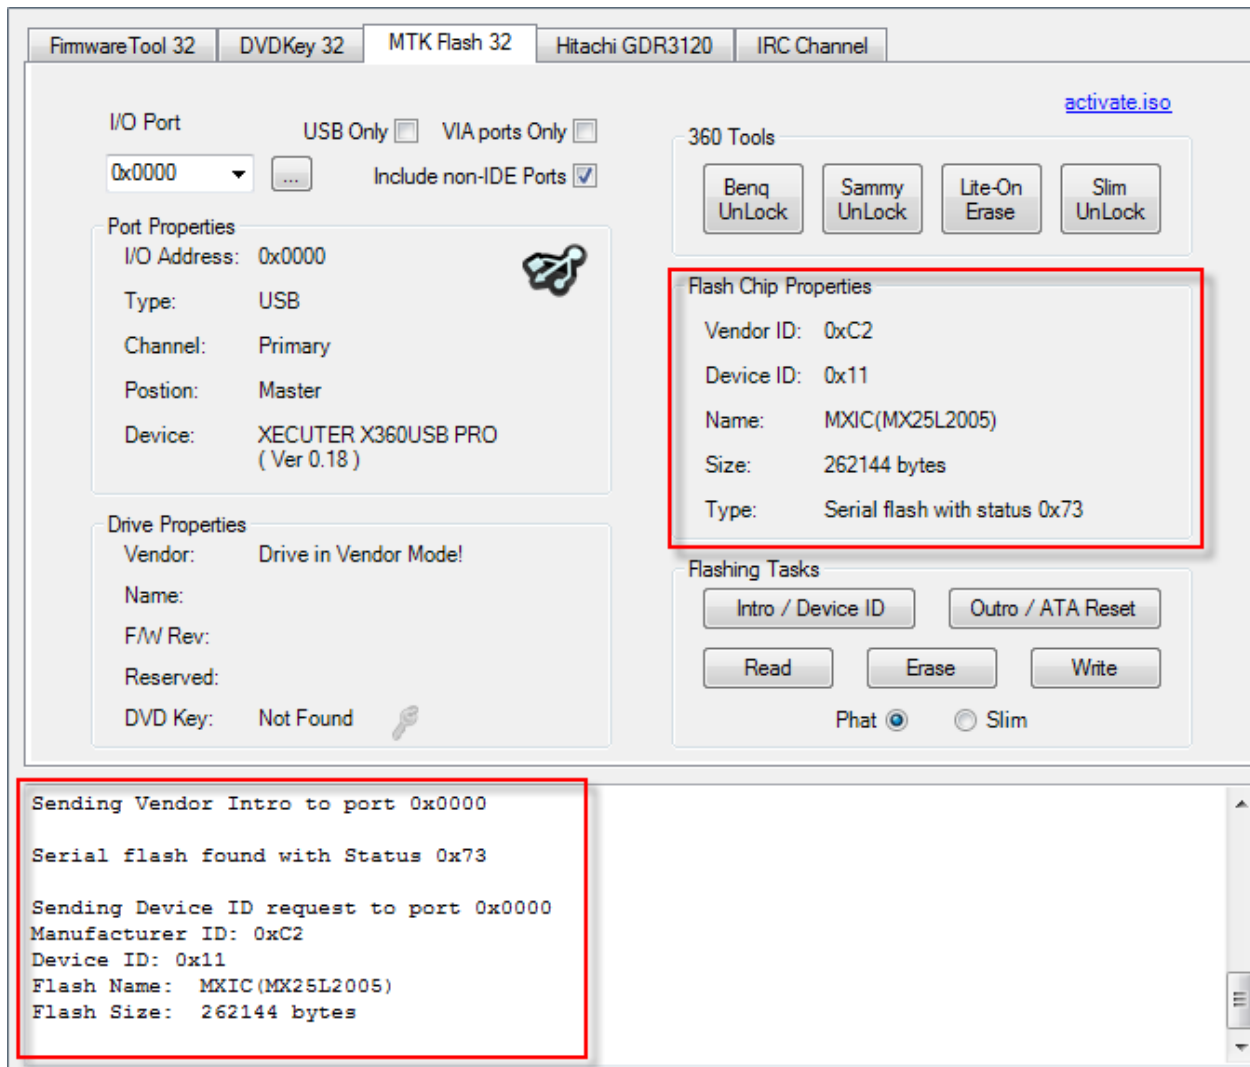 FirmwareTool 32
DVDKey 32
MTK Flash 32
Hitachi GDR3120
IRC Channel
activate.iso
I/O Port
USB Only
VIA ports Only
0x0000
...
Include non-IDE Ports
Port Properties
I/O Address: 0x0000
Type: USB
Channel: Primary
Postion: Master
Device: XECUTER X360USB PRO
( Ver 0.18 )
Drive Properties
Vendor: Drive in Vendor Mode!
Name:
F/W Rev:
Reserved:
DVD Key: Not Found
360 Tools
Benq
UnLock
Sammy
UnLock
Lite-On
Erase
Slim
UnLock
Flash Chip Properties
Vendor ID: 0xC2
Device ID: 0x11
Name: MXIC(MX25L2005)
Size: 262144 bytes
Type: Serial flash with status 0x73
Flashing Tasks
Intro / Device ID
Outro / ATA Reset
Read
Erase
Write
Phat
Slim
Sending Vendor Intro to port 0x0000
Serial flash found with Status 0x73
Sending Device ID request to port 0x0000
Manufacturer ID: 0xC2
Device ID: 0x11
Flash Name: MXIC(MX25L2005)
Flash Size: 262144 bytes